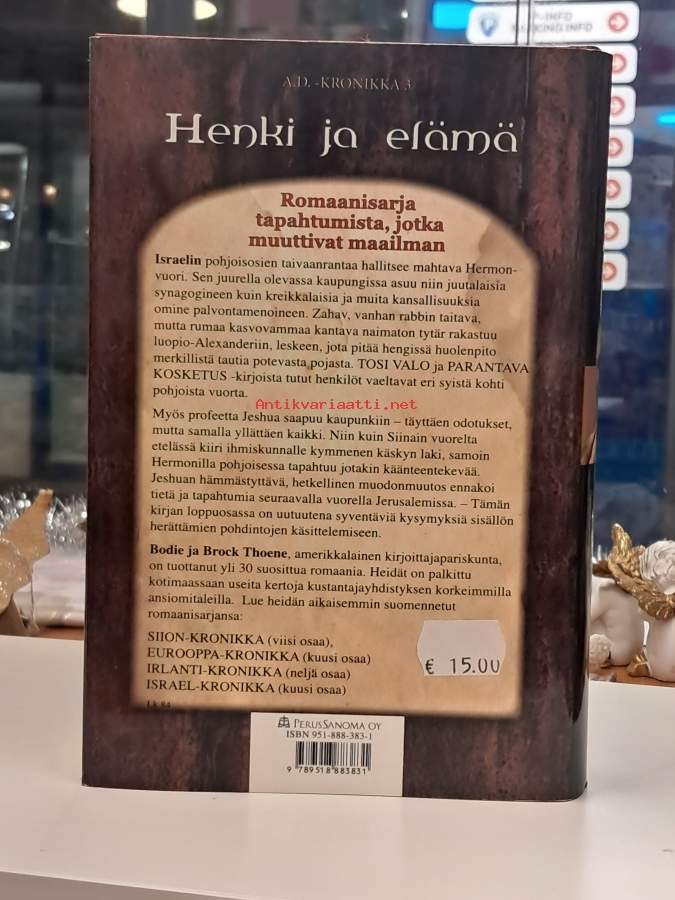 P-INFO
PARKING INFO
A.D. -KRONIKKA 3
Henki ja elämä
Romaanisarja
tapahtumista, jotka
muuttivat maailman
Israelin pohjoisosien taivaanrantaa hallitsee mahtava Hermon-
vuori. Sen juurella olevassa kaupungissa asuu niin juutalaisia
synagogineen kuin kreikkalaisia ja muita kansallisuuksia
omine palvontamenoineen. Zahav, vanhan rabbin taitava,
mutta rumaa kasvovammaa kantava naimaton tytär rakastuu
luopio-Alexanderiin, leskeen, jota pitää hengissä huolenpito
merkillistä tautia potevasta pojasta. TOSI VALO ja PARANTAVA
KOSKETUS -kirjoista tutut henkilöt vaeltavat eri syistä kohti
pohjoista vuorta.
Antikvariaatti.net
Myös profeetta Jeshua saapuu kaupunkiin – täyttäen odotukset,
mutta samalla yllättäen kaikki. Niin kuin Siinain vuorelta
etelässä kiiri ihmiskunnalle kymmenen käskyn laki, samoin
Hermonilla pohjoisessa tapahtuu jotakin käänteentekevää.
Jeshuan hämmästyttävä, hetkellinen muodonmuutos ennakoi
tietä ja tapahtumia seuraavalla vuorella Jerusalemissa. – Tämän
kirjan loppuosassa on uutuutena syventäviä kysymyksiä sisällön
herättämien pohdintojen käsittelemiseen.
Bodie ja Brock Thoene, amerikkalainen kirjoittajapariskunta,
on tuottanut yli 30 suosittua romaania. Heidät on palkittu
kotimaassaan useita kertoja kustantajayhdistyksen korkeimmilla
ansiomitaleilla. Lue heidän aikaisemmin suomennetut
romaanisarjansa:
SIION-KRONIKKA (viisi osaa),
EUROOPPA-KRONIKKA (kuusi osaa)
IRLANTI-KRONIKKA (neljä osaa)
ISRAEL-KRONIKKA (kuusi osaa)
€ 15.00
PERUSSANOMA OY
ISBN 951-888-383-1
9 789518 883831